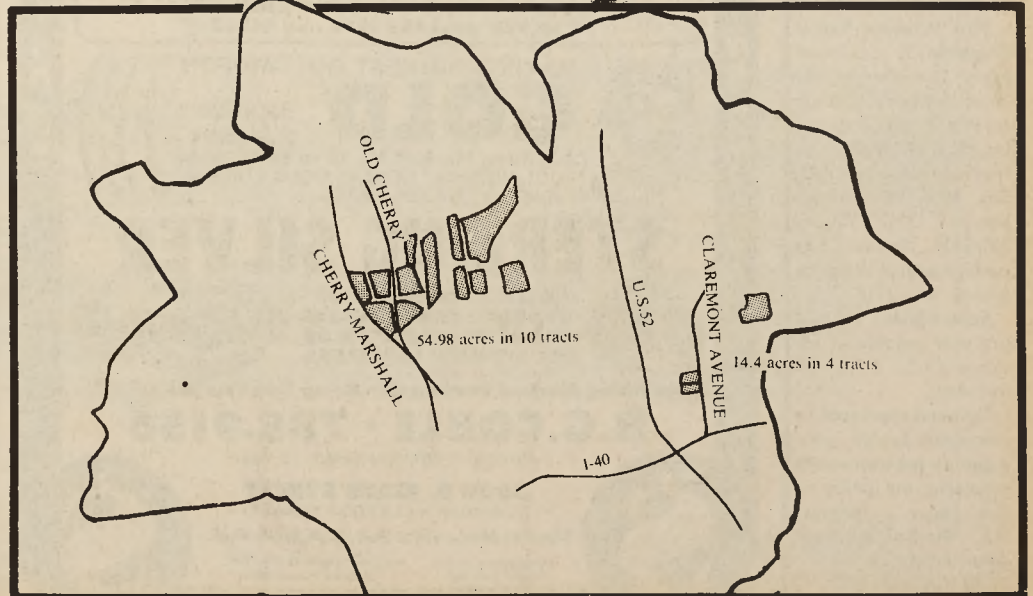 OLD CHERRY
CHERRY-MARSHALL
54.98 acres in 10 tracts
U.S.52
CLAREMONT AVENUE
14.4 acres in 4 tracts
I-40